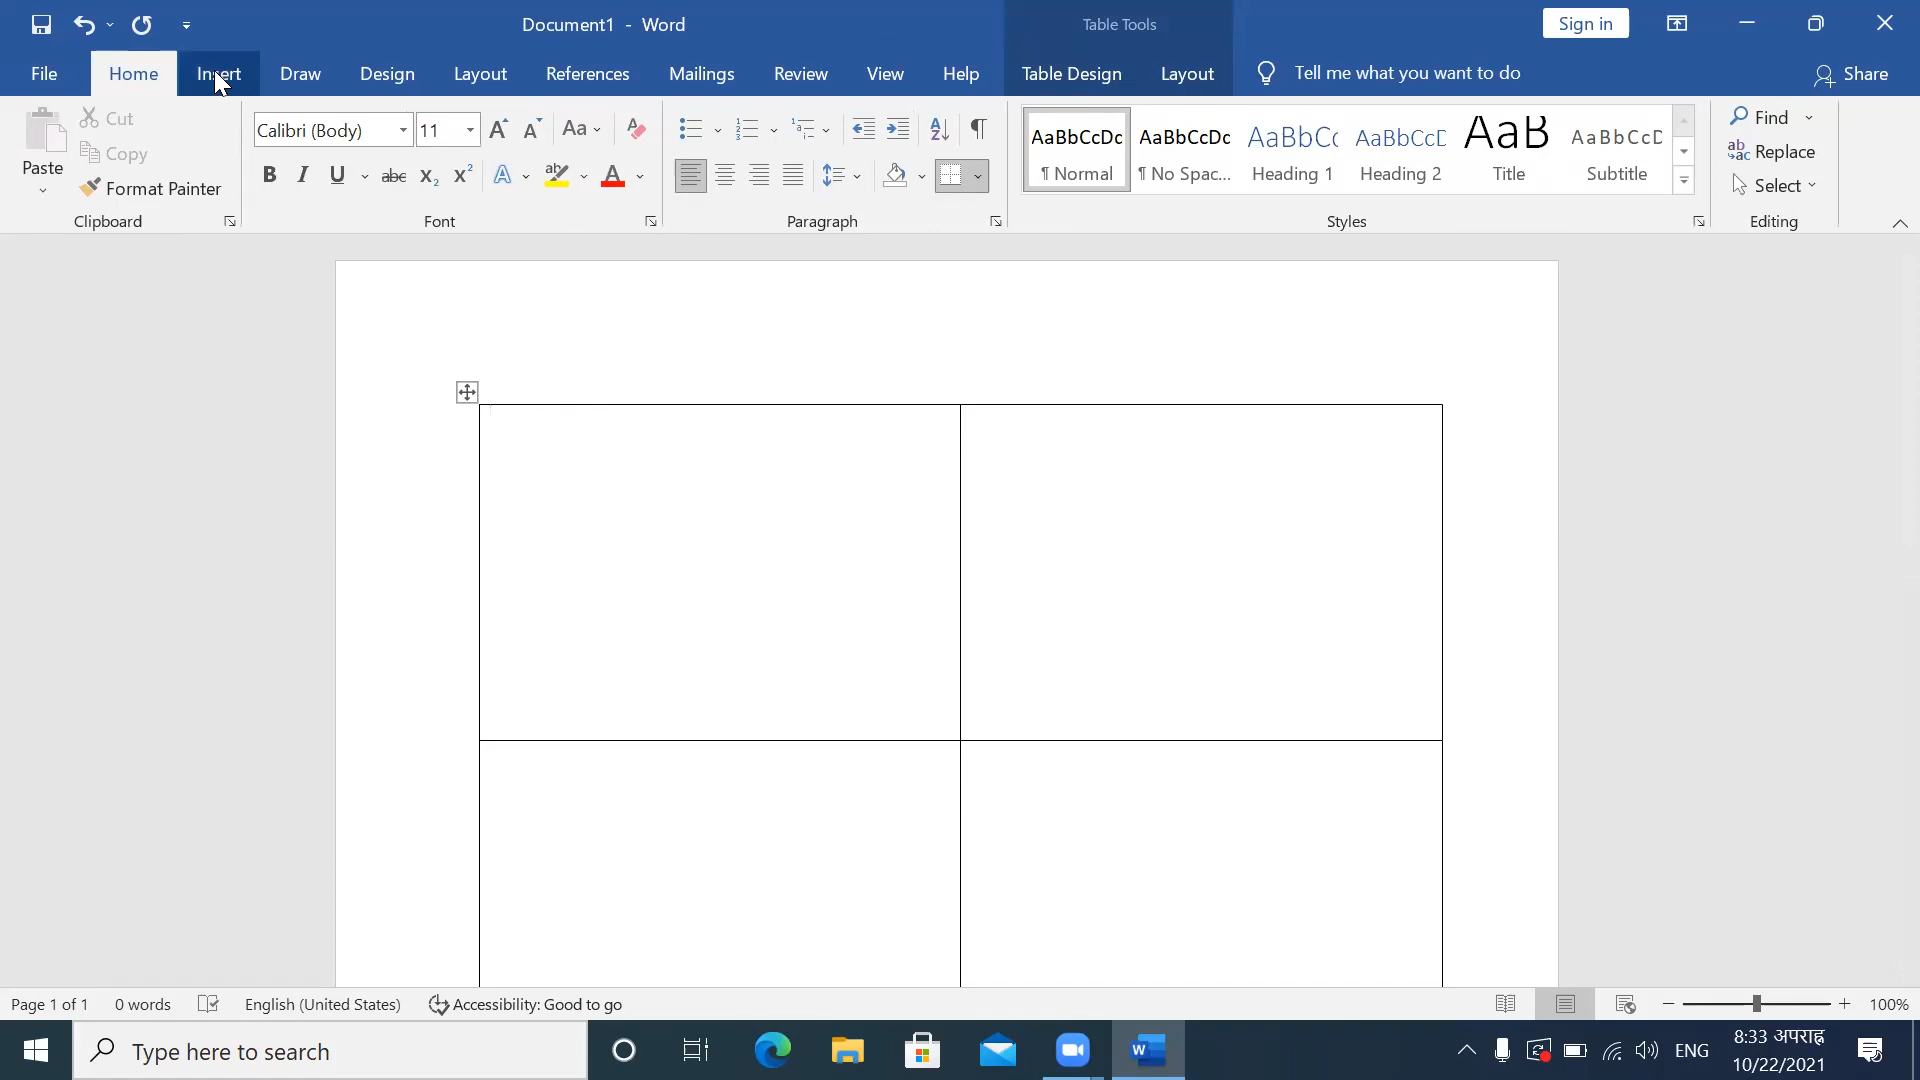 Document1 - Word
Table Tools
Sign in
File
Home
Insert
Draw
Design
Layout
References
Mailings
Review
View
Help
Table Design
Layout
Tell me what you want to do
Share
Paste
Cut
Copy
Format Painter
Clipboard
Calibri (Body)
11
Font
Paragraph
AaBbCcDc
¶ Normal
AaBbCcDc
¶ No Spac...
AaBbCc
Heading 1
AaBbCcD
Heading 2
AaB
Title
AaBbCcD
Subtitle
Styles
Find
Replace
Select
Editing
Page 1 of 1
0 words
English (United States)
Accessibility: Good to go
100%
Type here to search
ENG
8:33 अपराह्न
10/22/2021